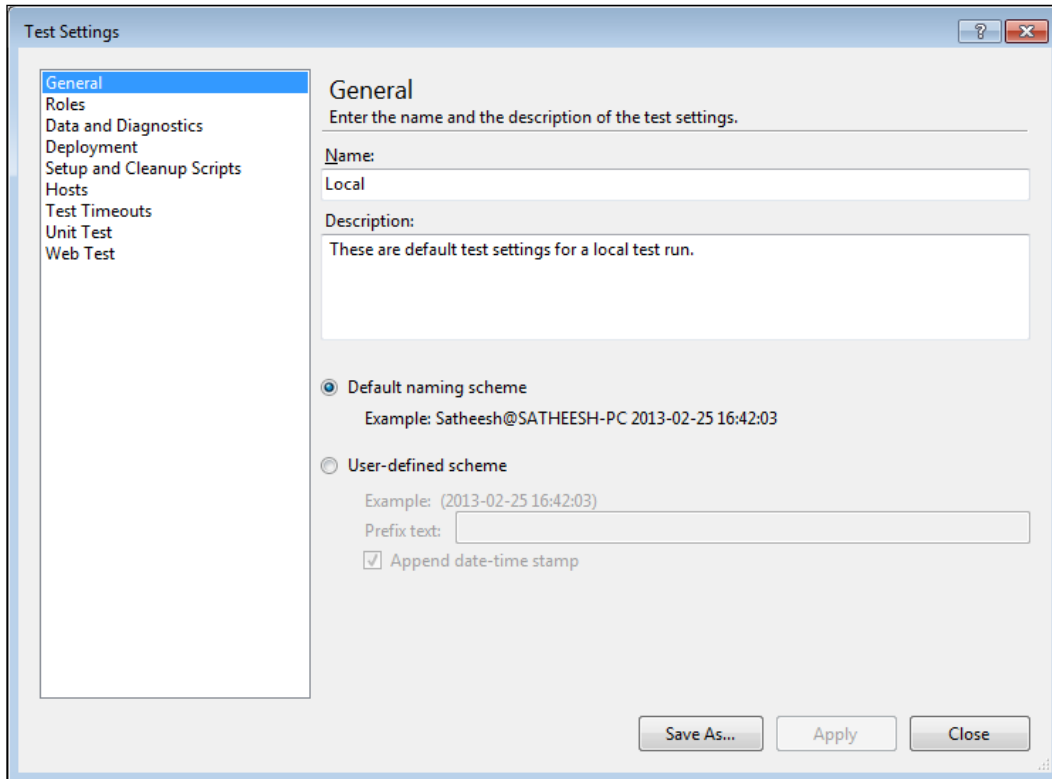 Test Settings
General
Roles
Data and Diagnostics
Deployment
Setup and Cleanup Scripts
Hosts
Test Timeouts
Unit Test
Web Test
General
Enter the name and the description of the test settings.
Name:
Local
Description:
These are default test settings for a local test run.
Default naming scheme
Example: Satheesh@SATHEESH-PC 2013-02-25 16:42:03
User-defined scheme
Example: (2013-02-25 16:42:03)
Prefix text:
Append date-time stamp
Save As... Apply Close